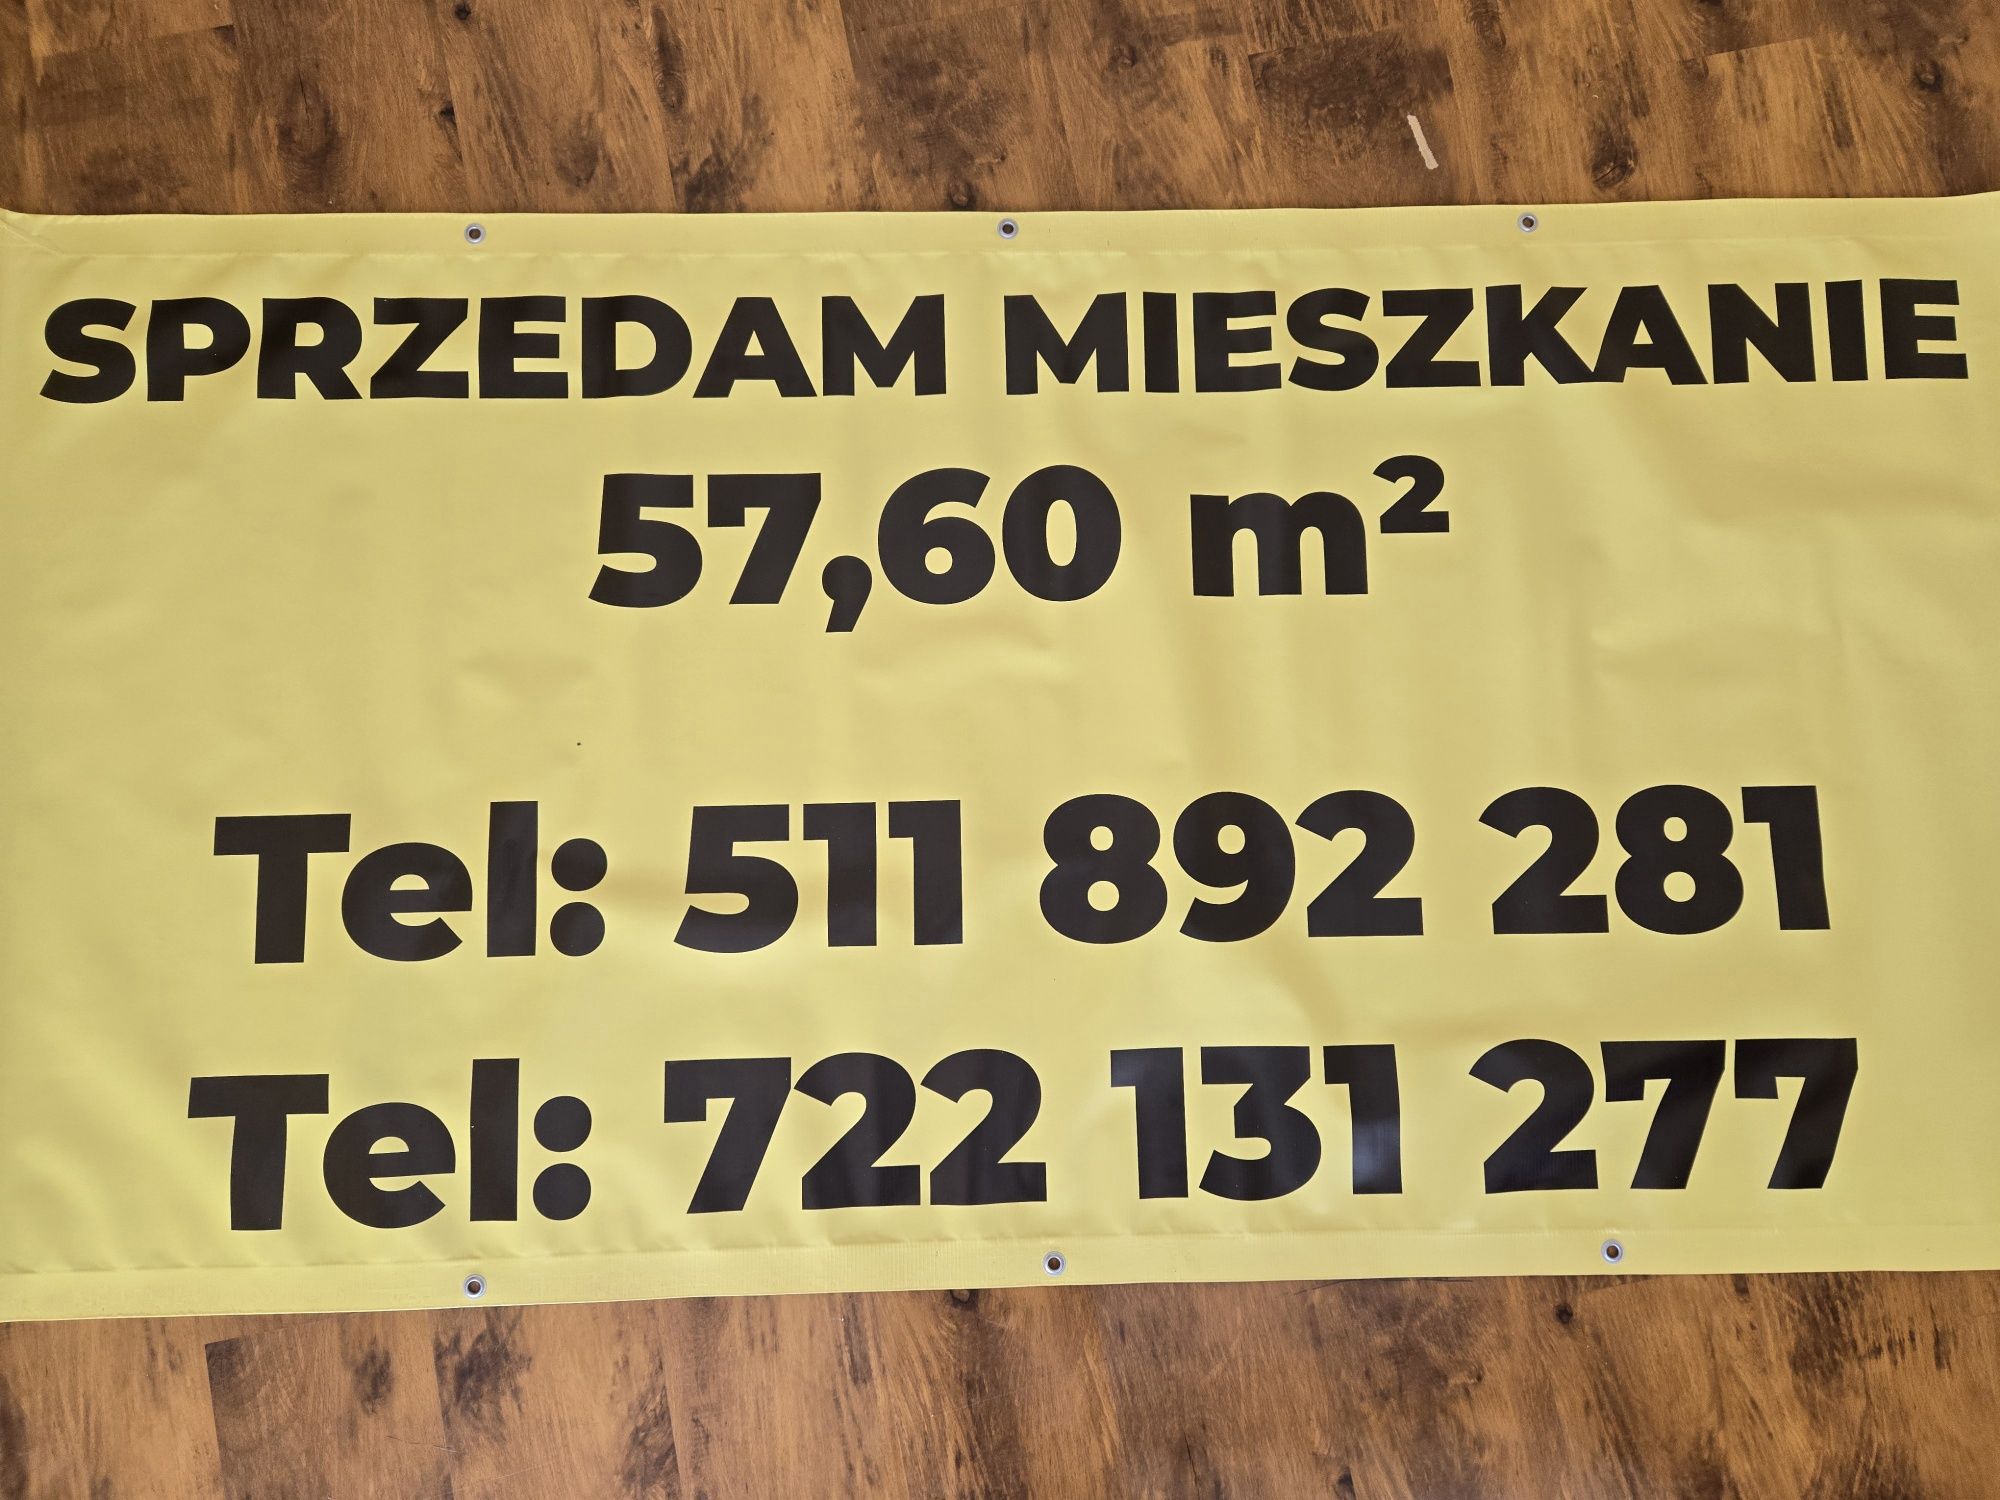 SPRZEDAM MIESZKANIE
57,60 m²
Tel: 511 892 281
Tel: 722 131 277